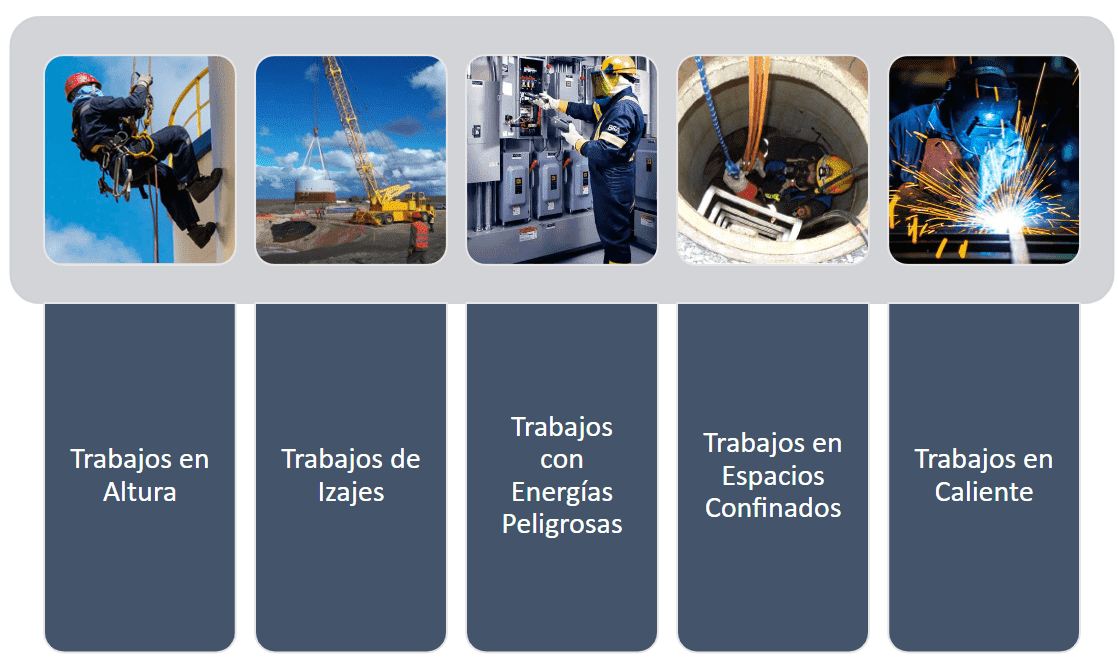 Trabajos en
Altura
Trabajos de
Izajes
Trabajos
con
Energías
Peligrosas
Trabajos en
Espacios
Confinados
Trabajos en
Caliente